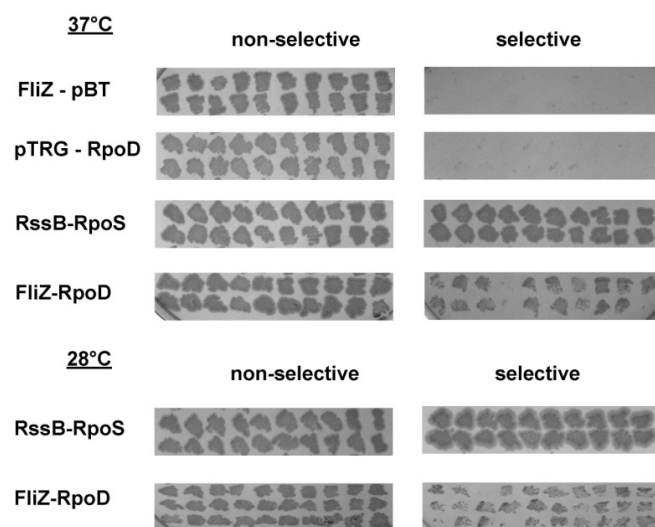 37°C
non-selective selective
FliZ - pBT
pTRG - RpoD
RssB-RpoS
FliZ-RpoD
28°C
non-selective selective
RssB-RpoS
FliZ-RpoD